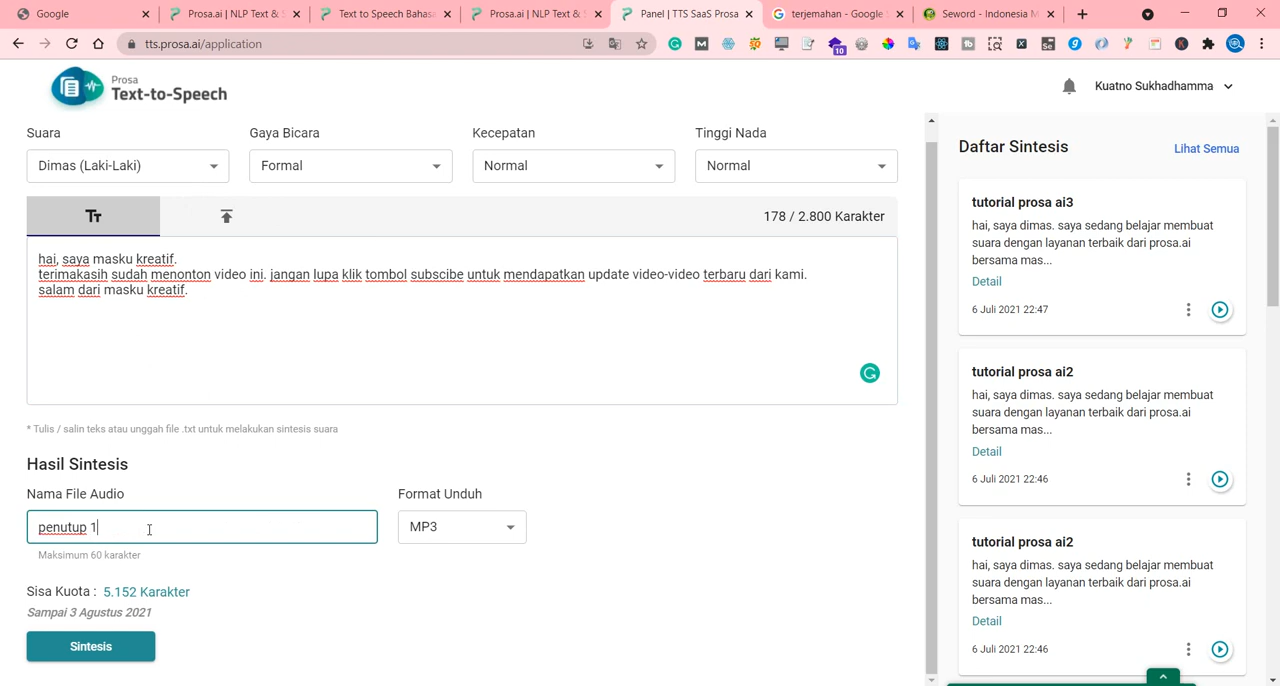 Google
Prosa.ai | NLP Text & S
Text to Speech Bahasa
Prosa.ai | NLP Text & S
Panel | TTS SaaS Prosa
terjemahan - Google S
Seword - Indonesia M
tts.prosa.ai/application
10
Prosa
Text-to-Speech
Kuatno Sukhadhamma
Suara
Gaya Bicara
Kecepatan
Tinggi Nada
Dimas (Laki-Laki)
Formal
Normal
Normal
Tт
178 / 2.800 Karakter
hai, saya masku kreatif.
terimakasih sudah menonton video ini. jangan lupa klik tombol subscibe untuk mendapatkan update video-video terbaru dari kami.
salam dari masku kreatif.
* Tulis / salin teks atau unggah file .txt untuk melakukan sintesis suara
Hasil Sintesis
Nama File Audio
Format Unduh
penutup 1
MP3
Maksimum 60 karakter
Sisa Kuota : 5.152 Karakter
Sampai 3 Agustus 2021
Sintesis
Daftar Sintesis
Lihat Semua
tutorial prosa ai3
hai, saya dimas. saya sedang belajar membuat
suara dengan layanan terbaik dari prosa.ai
bersama mas...
Detail
6 Juli 2021 22:47
tutorial prosa ai2
hai, saya dimas. saya sedang belajar membuat
suara dengan layanan terbaik dari prosa.ai
bersama mas...
Detail
6 Juli 2021 22:46
tutorial prosa ai2
hai, saya dimas. saya sedang belajar membuat
suara dengan layanan terbaik dari prosa.ai
bersama mas...
Detail
6 Juli 2021 22:46